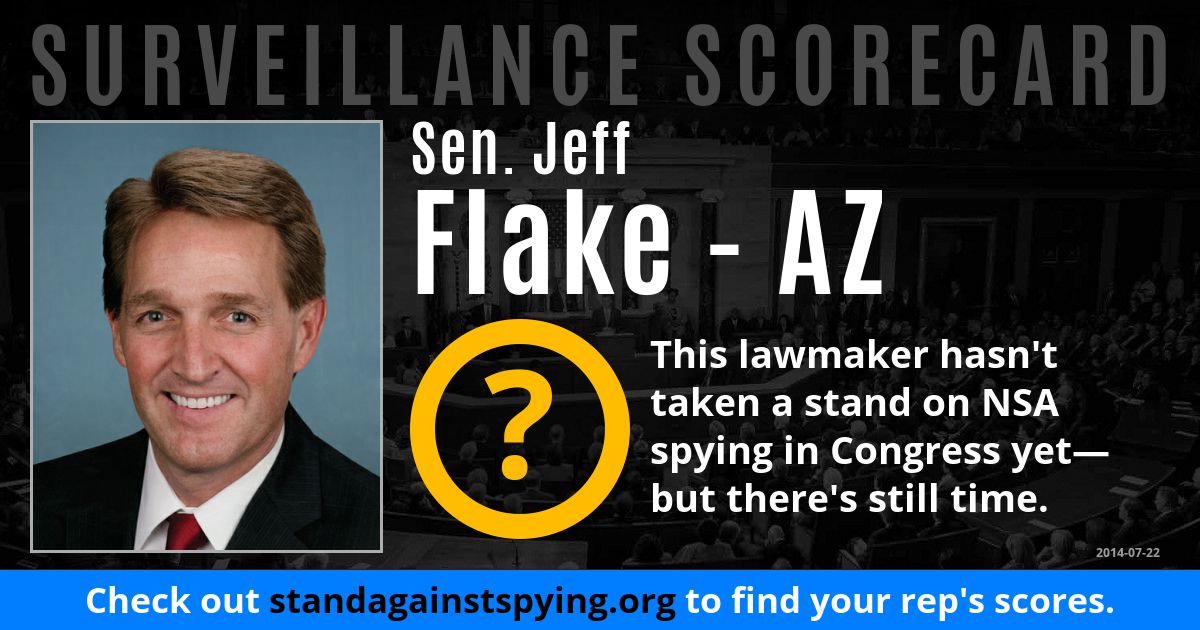 SURVEILLANCE SCORECARD
Sen. Jeff
Flake - AZ
?
This lawmaker hasn't
taken a stand on NSA
spying in Congress yet—
but there's still time.
2014-07-22
Check out standagainstspying.org to find your rep's scores.